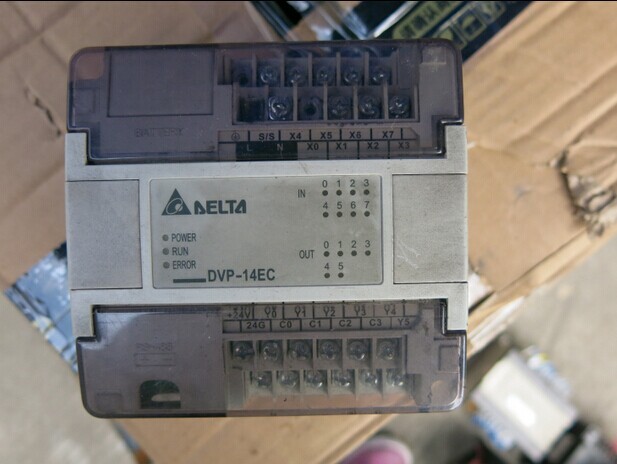 BATTERY
S/S X4 X5 X6 X7
L N X0 X1 X2 X3
DELTA
IN 0 1 2 3
4 5 6 7
POWER
RUN
ERROR
OUT 0 1 2 3
4 5
DVP-14EC
+24V Y0 Y1 Y2 Y3 Y4
24G C0 C1 C2 C3 Y5